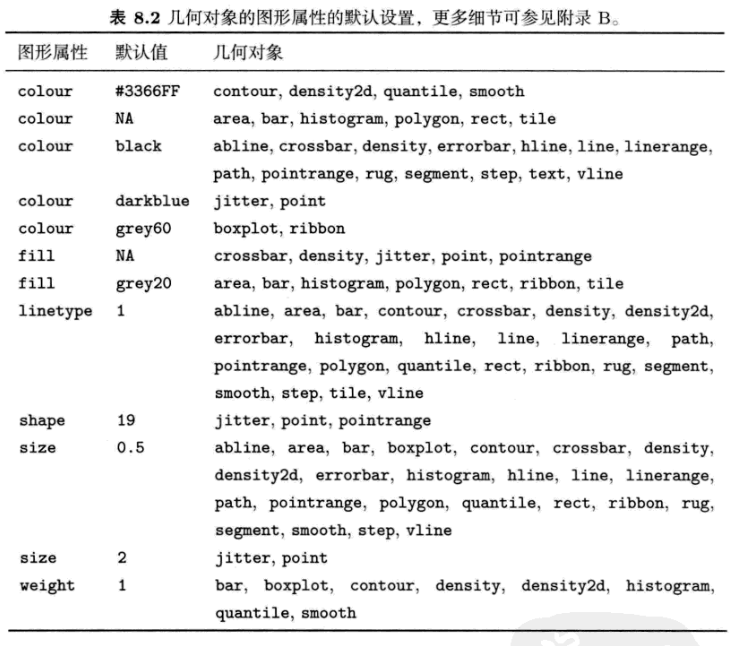 表 8.2 几何对象的图形属性的默认设置，更多细节可参见附录 B。
图形属性 默认值 几何对象
colour #3366FF contour, density2d, quantile, smooth
colour NA area, bar, histogram, polygon, rect, tile
colour black abline, crossbar, density, errorbar, hline, line, linerange,
path, pointrange, rug, segment, step, text, vline
colour darkblue jitter, point
colour grey60 boxplot, ribbon
fill NA crossbar, density, jitter, point, pointrange
fill grey20 area, bar, histogram, polygon, rect, ribbon, tile
linetype 1 abline, area, bar, contour, crossbar, density, density2d,
errorbar, histogram, hline, line, linerange, path,
pointrange, polygon, quantile, rect, ribbon, rug, segment,
smooth, step, tile, vline
shape 19 jitter, point, pointrange
size 0.5 abline, area, bar, boxplot, contour, crossbar, density,
density2d, errorbar, histogram, hline, line, linerange,
path, pointrange, polygon, quantile, rect, ribbon, rug,
segment, smooth, step, vline
size 2 jitter, point
weight 1 bar, boxplot, contour, density, density2d, histogram,
quantile, smooth